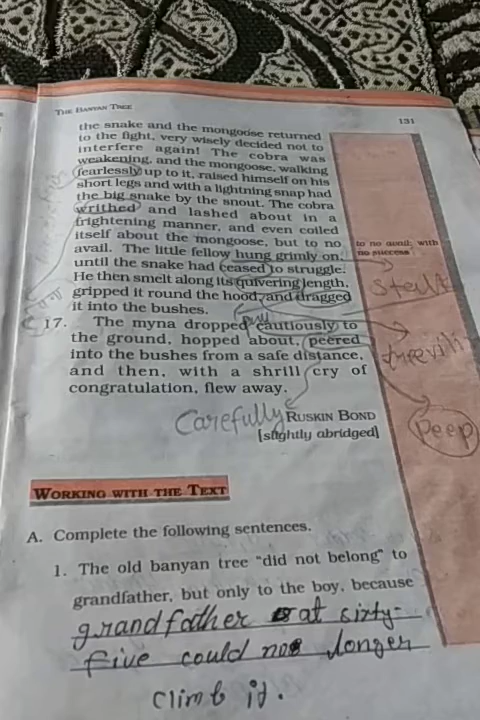 THE BANYAN TREE
131
the snake and the mongoose returned
to the fight, very wisely decided not to
interfere again! The cobra was
weakening, and the mongoose, walking
fearlessly up to it, raised himself on his
short legs and with a lightning snap had
the big snake by the snout. The cobra
writhed and lashed about in a
frightening manner, and even coiled
itself about the mongoose, but to no
avail. The little fellow hung grimly on,
until the snake had ceased to struggle.
He then smelt along its quivering length,
gripped it round the hood, and dragged
it into the bushes.
to no avail: with
no success
17. The myna dropped cautiously to
the ground, hopped about, peered
into the bushes from a safe distance,
and then, with a shrill cry of
congratulation, flew away.
Carefully
Peep
RUSKIN BOND
[slightly abridged]
WORKING WITH THE TEXT
A. Complete the following sentences.
1. The old banyan tree “did not belong” to
grandfather, but only to the boy, because
grandfather at sixty-
five could no longer
climb it.